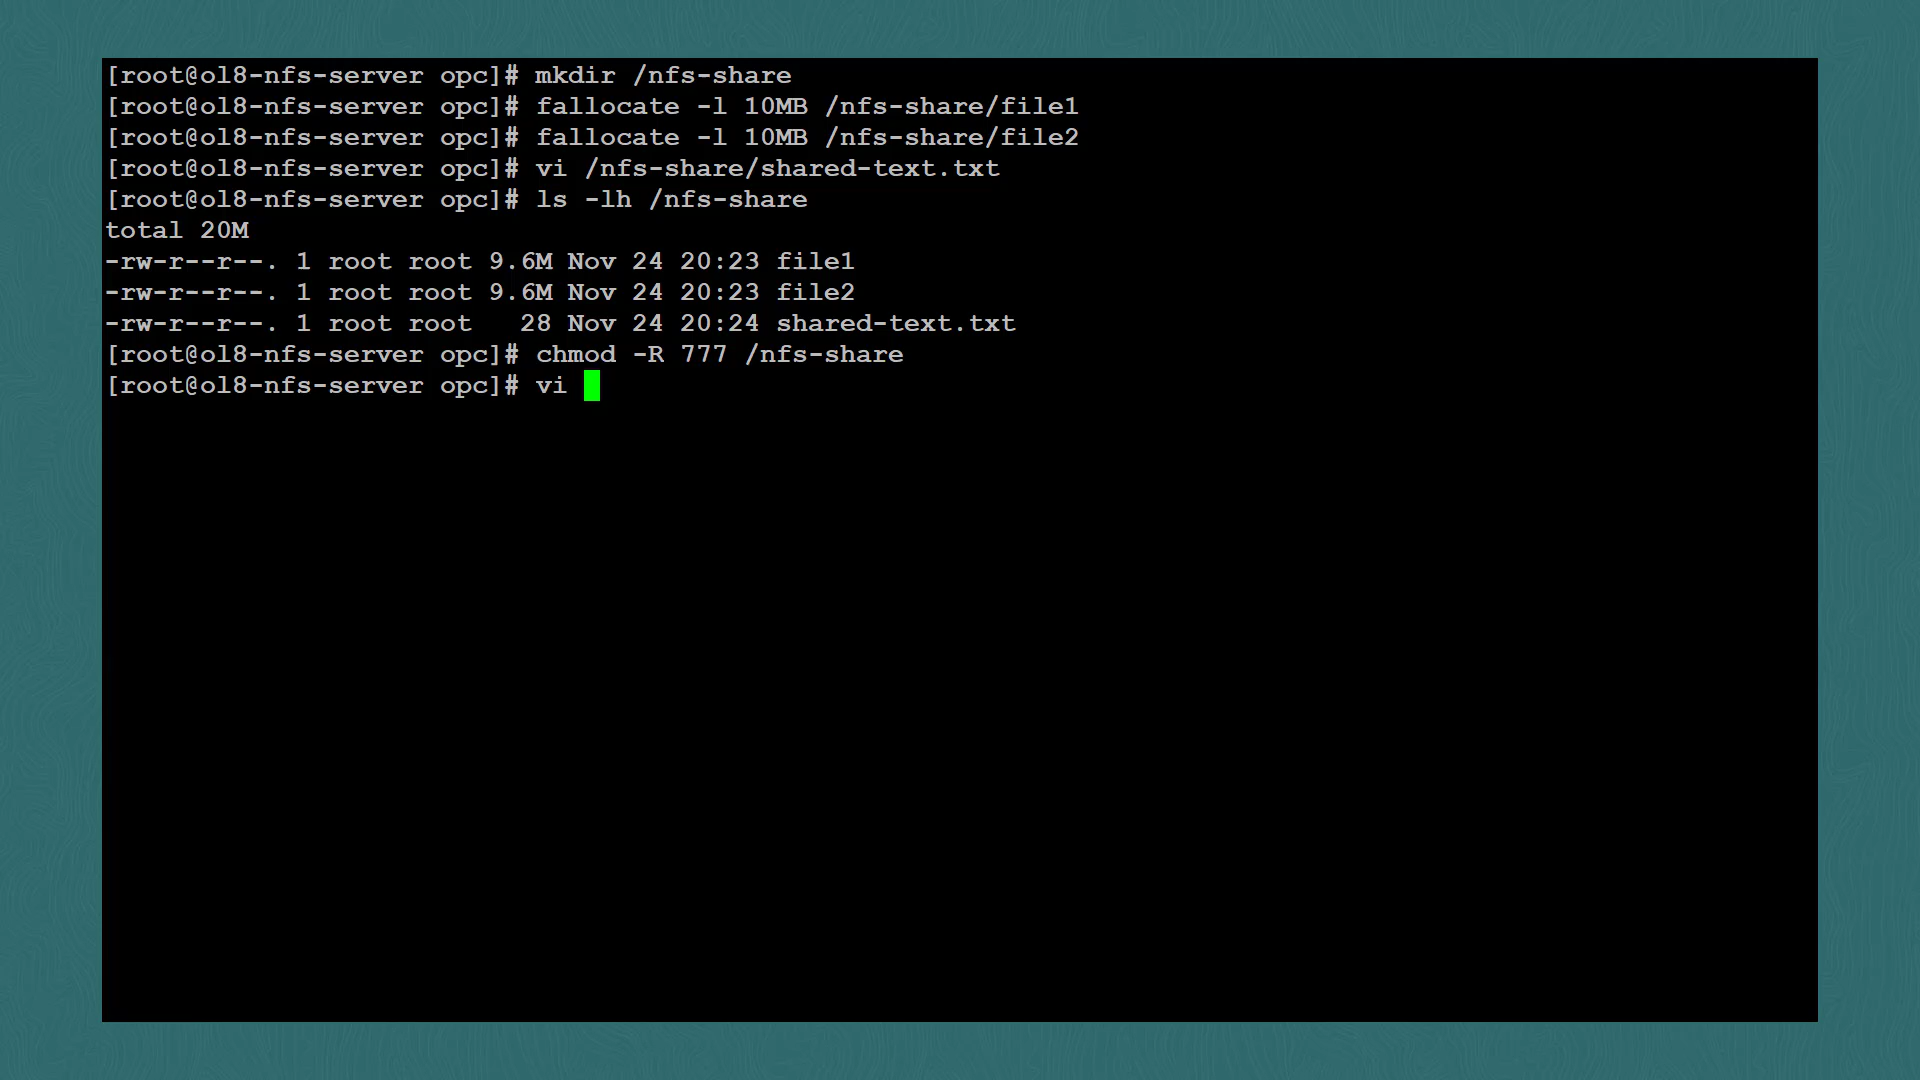 [root@ol8-nfs-server opc]# mkdir /nfs-share
[root@ol8-nfs-server opc]# fallocate -l 10MB /nfs-share/file1
[root@ol8-nfs-server opc]# fallocate -l 10MB /nfs-share/file2
[root@ol8-nfs-server opc]# vi /nfs-share/shared-text.txt
[root@ol8-nfs-server opc]# ls -lh /nfs-share
total 20M
-rw-r--r--. 1 root root 9.6M Nov 24 20:23 file1
-rw-r--r--. 1 root root 9.6M Nov 24 20:23 file2
-rw-r--r--. 1 root root   28 Nov 24 20:24 shared-text.txt
[root@ol8-nfs-server opc]# chmod -R 777 /nfs-share
[root@ol8-nfs-server opc]# vi